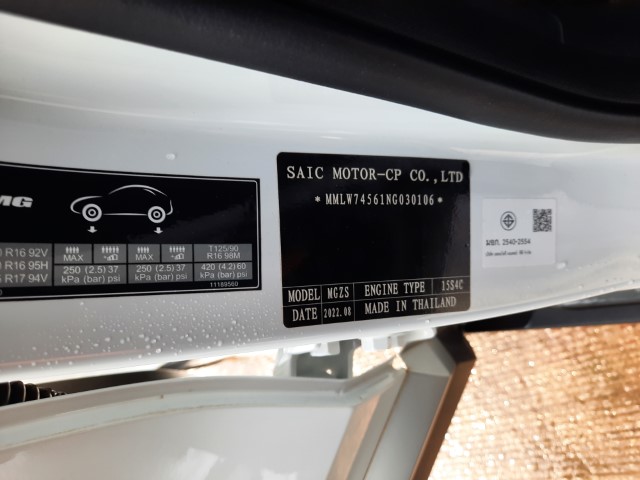 MG
R16 92V
R16 95H
R17 94V
MAX MAX T125/90 R16 98M
250 (2.5) 37 250 (2.5) 37 420 (4.2) 60
kPa (bar) psi kPa (bar) psi kPa (bar) psi
11189560
SAIC MOTOR-CP CO.,LTD
*MMLW74561NG030106*
MODEL MGZS ENGINE TYPE 15S4C
DATE 2022.08 MADE IN THAILAND
มอก. 2540-2554